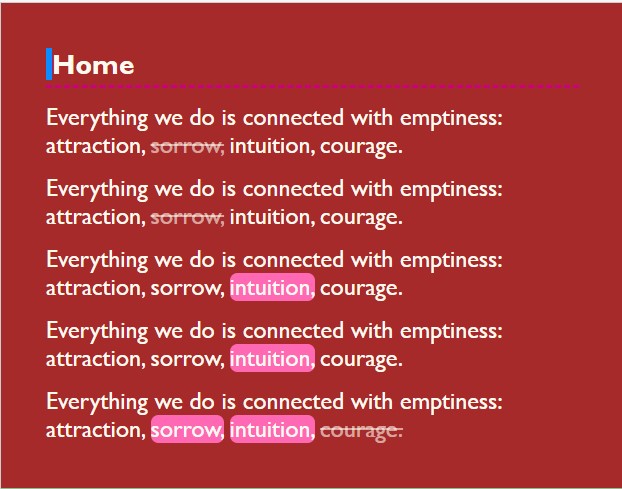 Home
Everything we do is connected with emptiness:
attraction, sorrow, intuition, courage.
Everything we do is connected with emptiness:
attraction, sorrow, intuition, courage.
Everything we do is connected with emptiness:
attraction, sorrow, intuition, courage.
Everything we do is connected with emptiness:
attraction, sorrow, intuition, courage.
Everything we do is connected with emptiness:
attraction, sorrow, intuition, courage.